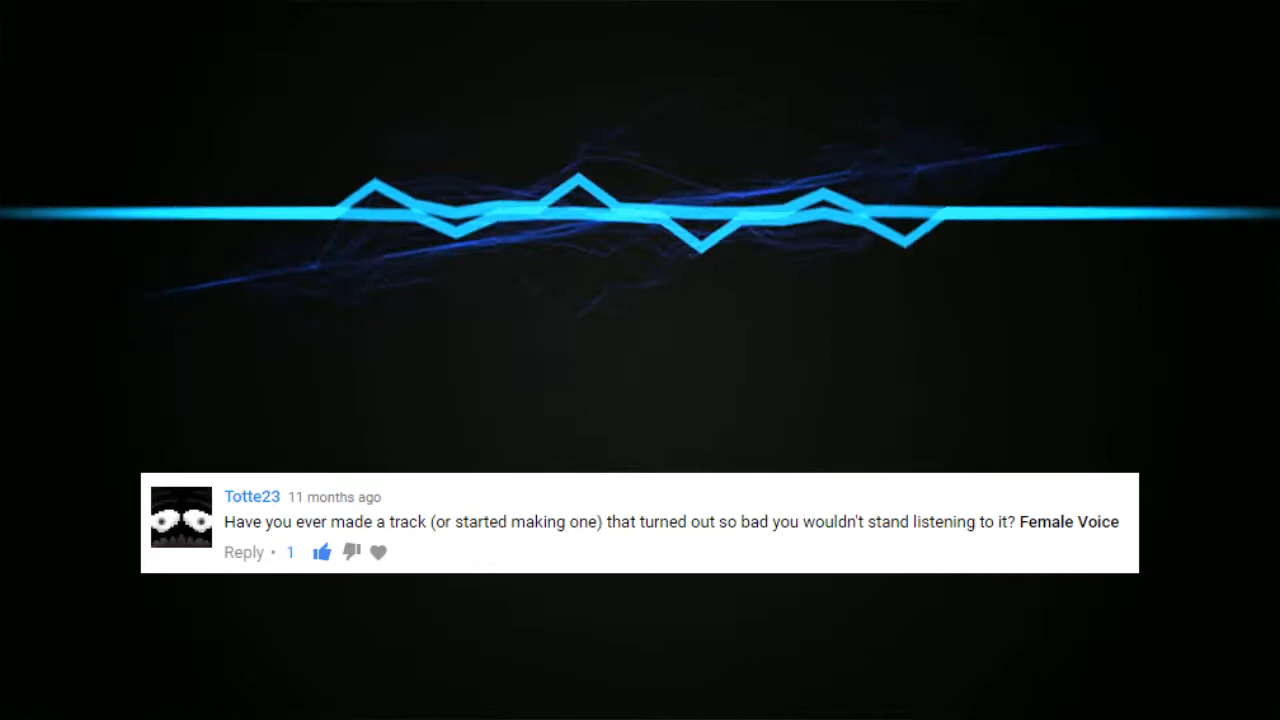 Totte23 11 months ago
Have you ever made a track (or started making one) that turned out so bad you wouldn't stand listening to it? Female Voice
Reply • 1